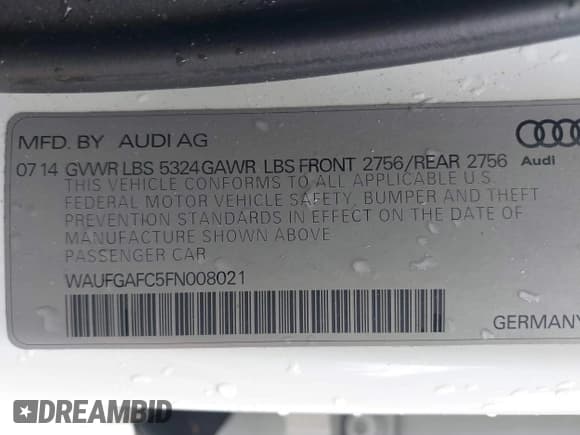 MFD. BY AUDI AG
07 14 GVWR LBS 5324 GAWR LBS FRONT 2756/REAR 2756
Audi
THIS VEHICLE CONFORMS TO ALL APPLICABLE U.S.
FEDERAL MOTOR VEHICLE SAFETY, BUMPER AND THEFT
PREVENTION STANDARDS IN EFFECT ON THE DATE OF
MANUFACTURE SHOWN ABOVE
PASSENGER CAR
WAUFGAFC5FN008021
GERMANY
DREAMBID